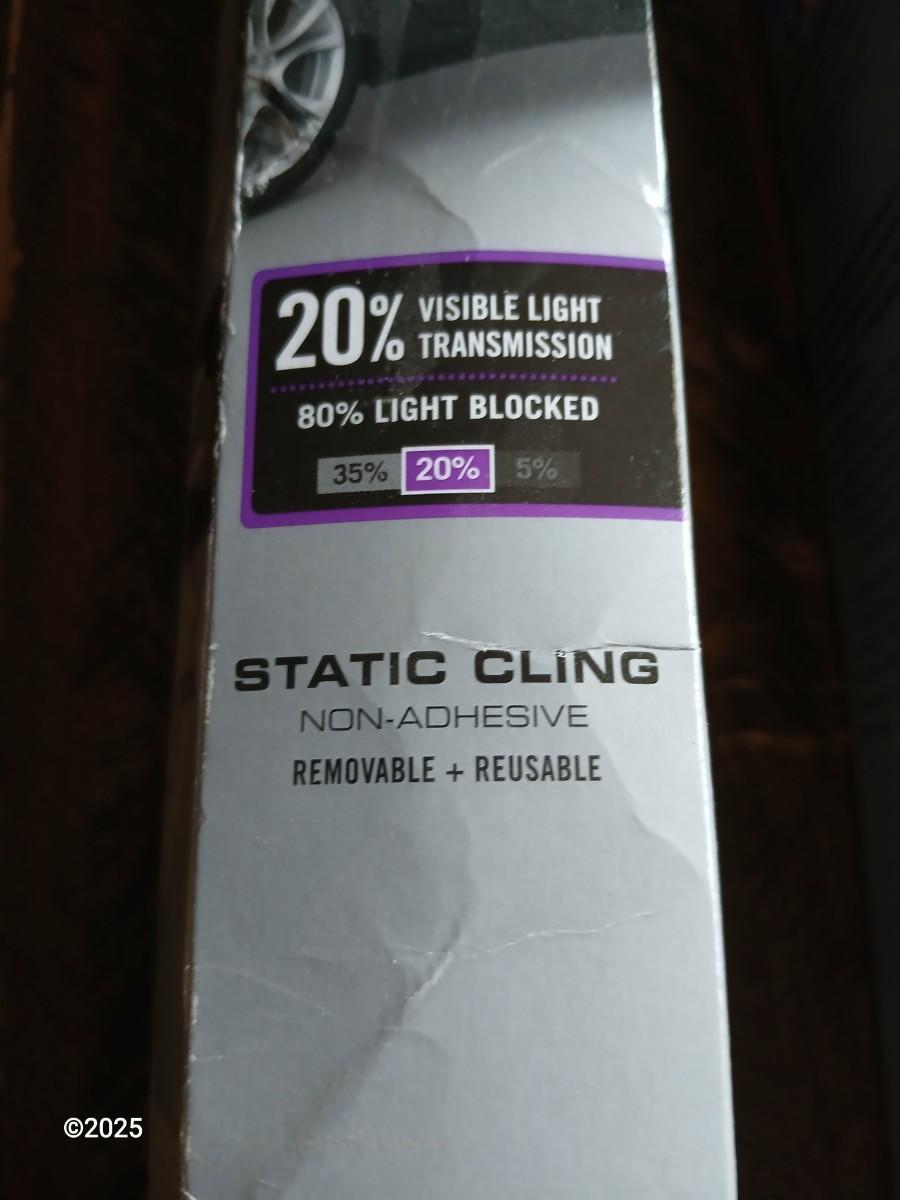 20% VISIBLE LIGHT
TRANSMISSION
80% LIGHT BLOCKED
35% 20% 5%
STATIC CLING
NON-ADHESIVE
REMOVABLE + REUSABLE
©2025